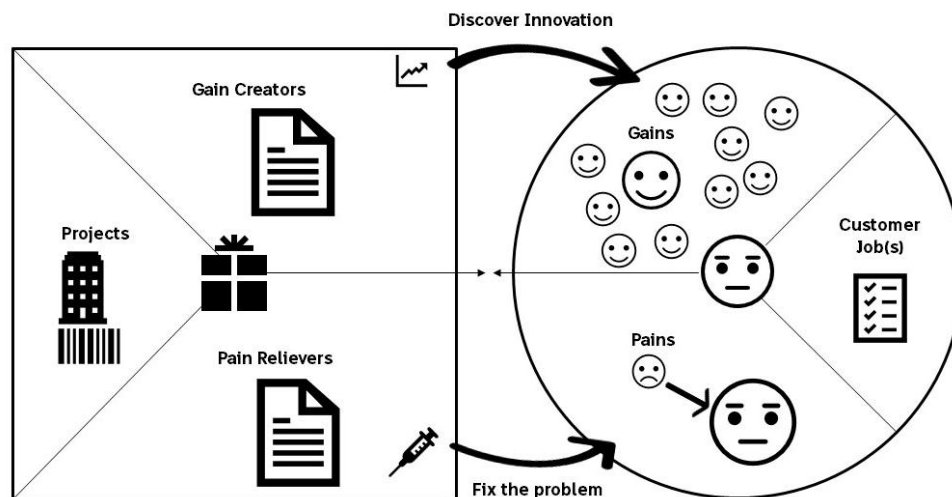 Discover Innovation
Gain Creators
Gains
Projects
Customer
Job(s)
Pain Relievers
Pains
Fix the problem